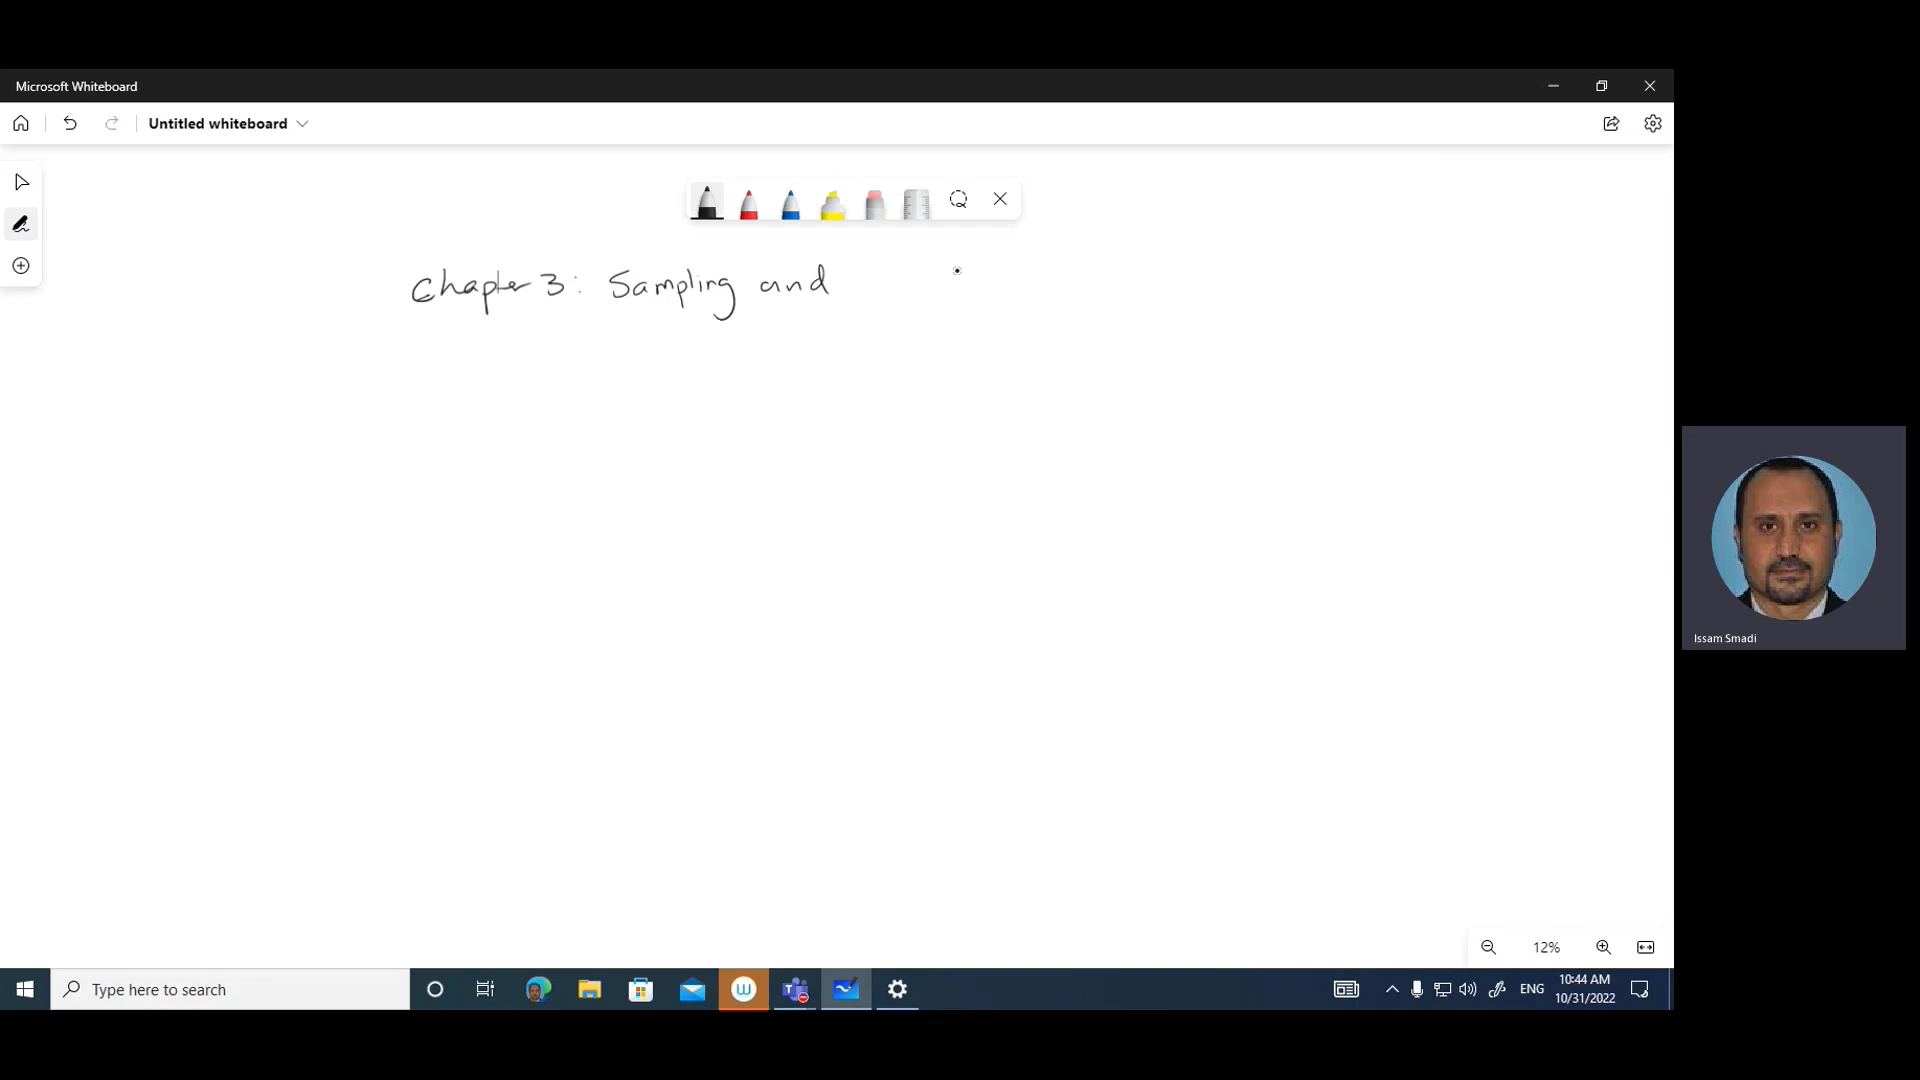 Microsoft Whiteboard
Untitled whiteboard
Chapter 3: Sampling and
Issam Smadi
12%
Type here to search
ENG
10:44 AM
10/31/2022